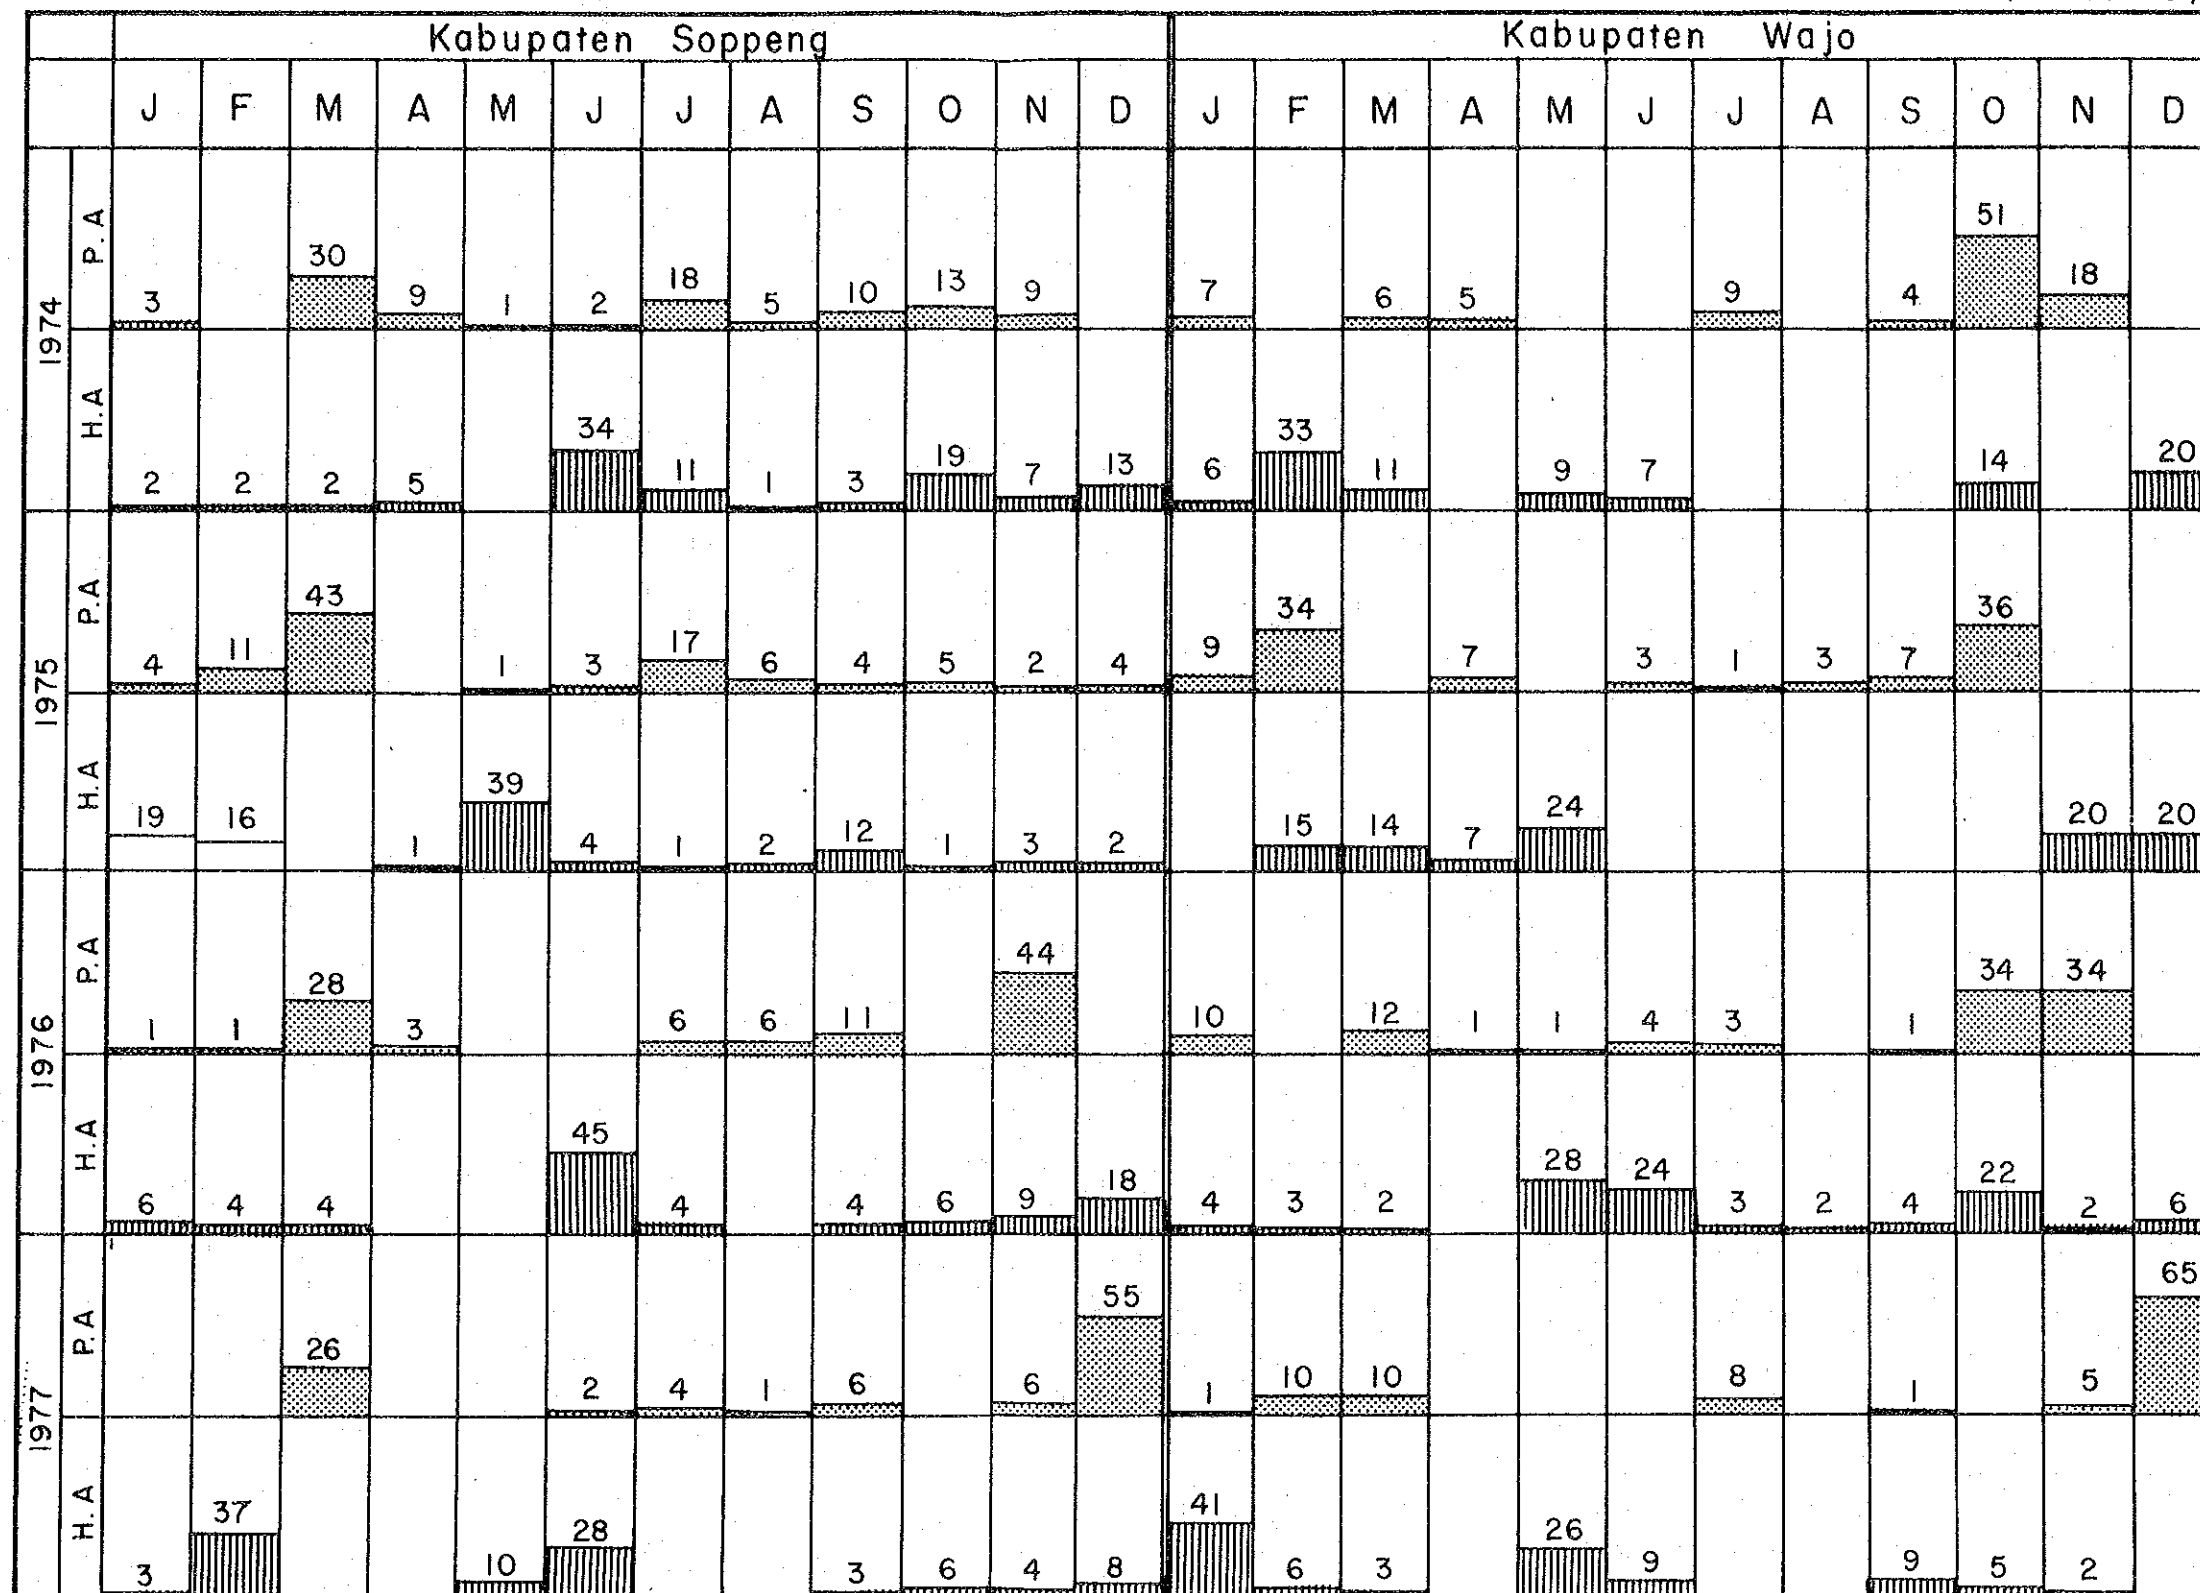 Kabupaten Soppeng Kabupaten Wajo
J F M A M J J A S O N D J F M A M J J A S O N D
1974
P.A 3 30 9 1 2 18 5 10 13 9 7 6 5 9 4 51 18
H.A 2 2 2 5 34 11 1 3 19 7 13 6 33 11 9 7 14 20
1975
P.A 4 11 43 1 3 17 6 4 5 2 4 9 34 7 3 1 3 7 36
H.A 19 16 1 39 4 1 2 12 1 3 2 15 14 7 24 20 20
1976
P.A 1 1 28 3 6 6 11 44 10 12 1 1 4 3 1 34 34
H.A 6 4 4 45 4 4 6 9 18 4 3 2 28 24 3 2 4 22 2 6
1977
P.A 26 2 4 1 6 6 55 1 10 10 8 1 5 65
H.A 3 37 10 28 3 6 4 8 41 6 3 26 9 9 5 2